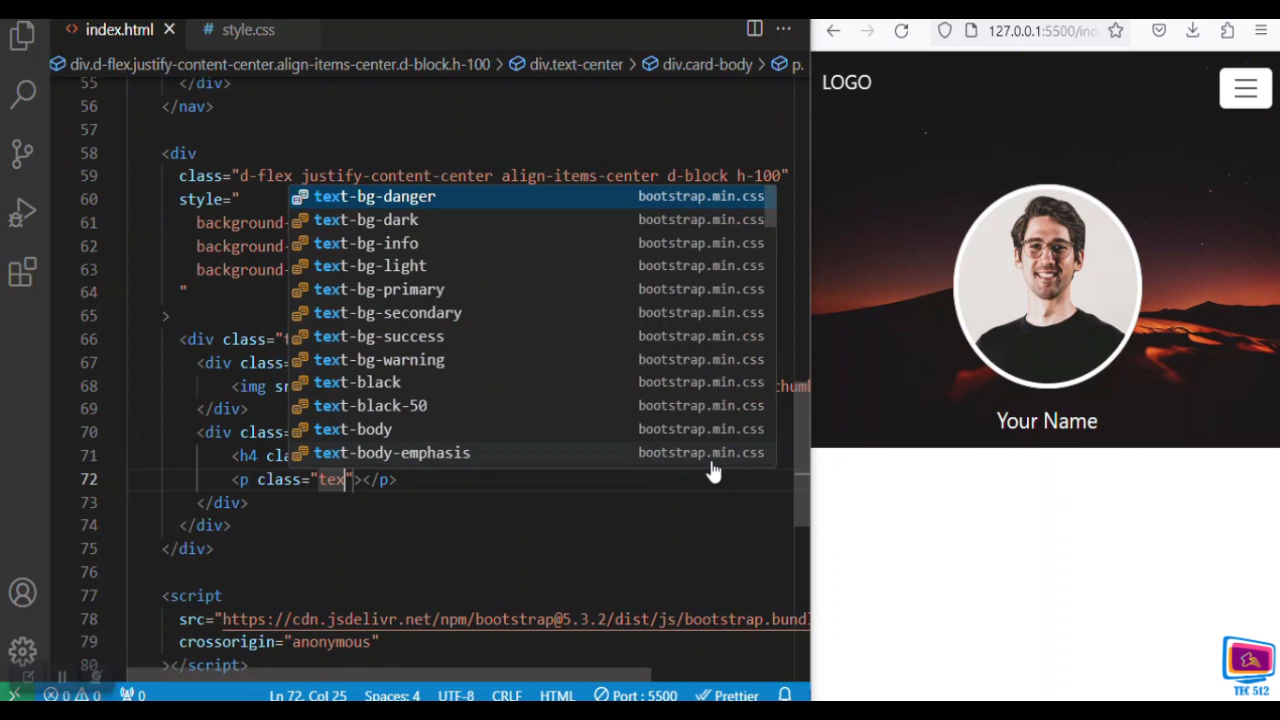 index.html
style.css
div.d-flex.justify-content-center.align-items-center.d-block.h-100 > div.text-center > div.card-body > p.
55 </div>
56 </nav>
57
58 <div
59 class="d-flex justify-content-center align-items-center d-block h-100"
60 style="
61 background-
62 background-
63 background-
64 "
65 >
66 <div class="
67 <div class=
68 <img sr
69 </div>
70 <div class=
71 <h4 cla
72 <p class="tex"></p>
73 </div>
74 </div>
75 </div>
76
77 <script
78 src="https://cdn.jsdelivr.net/npm/bootstrap@5.3.2/dist/js/bootstrap.bundl
79 crossorigin="anonymous"
80 ></script>
text-bg-danger bootstrap.min.css
text-bg-dark bootstrap.min.css
text-bg-info bootstrap.min.css
text-bg-light bootstrap.min.css
text-bg-primary bootstrap.min.css
text-bg-secondary bootstrap.min.css
text-bg-success bootstrap.min.css
text-bg-warning bootstrap.min.css
text-black bootstrap.min.css
text-black-50 bootstrap.min.css
text-body bootstrap.min.css
text-body-emphasis bootstrap.min.css
0 0 0 Ln 72, Col 25 Spaces: 4 UTF-8 CRLF HTML Port : 5500 Prettier
127.0.0.1:5500/ind
LOGO
Your Name
TEC 512